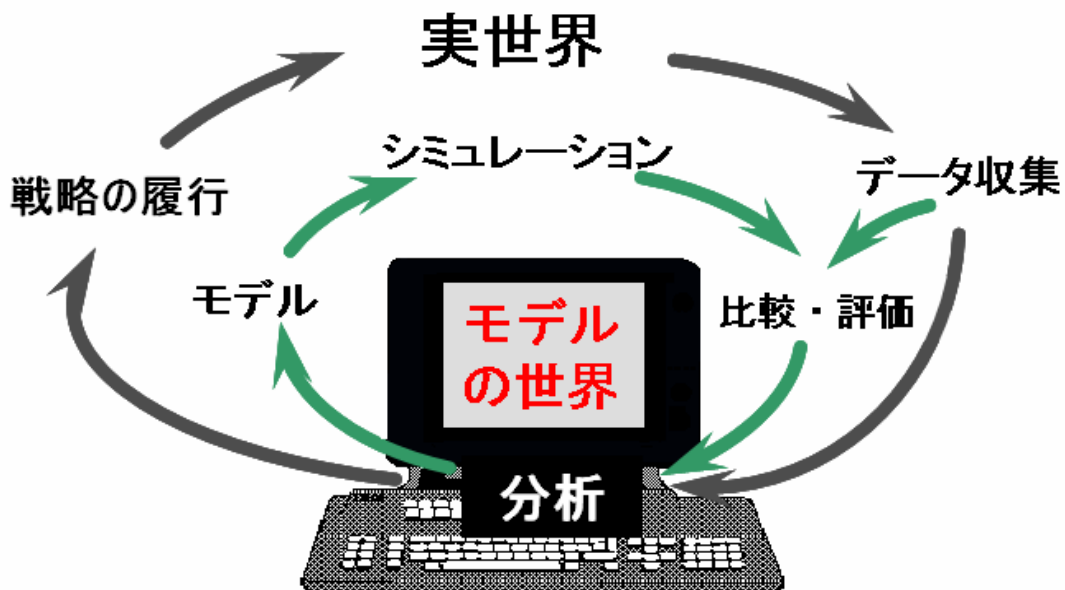 実世界
シミュレーション
データ収集
戦略の履行
モデル
比較・評価
モデル
の世界
分析